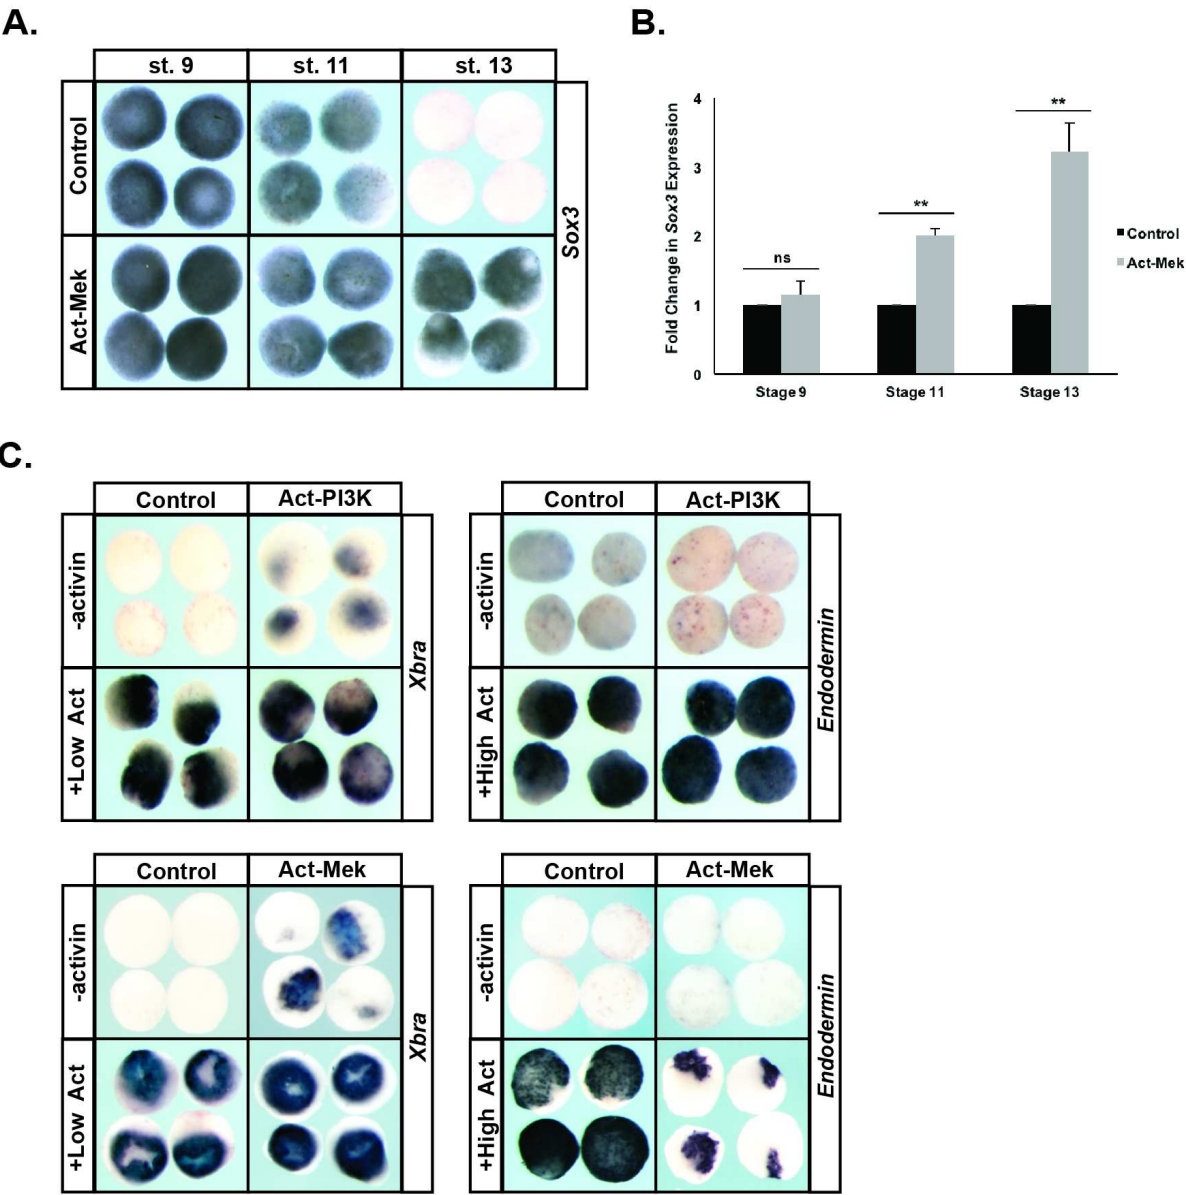 A.
st. 9 st. 11 st. 13
Control
Act-Mek
Sox3
B.
Fold Change in Sox3 Expression
4
3
2
1
0
ns
**
**
Stage 9 Stage 11 Stage 13
Control
Act-Mek
C.
Control Act-PI3K
-activin
+Low Act
Xbra
Control Act-PI3K
-activin
+High Act
Endodermin
Control Act-Mek
-activin
+Low Act
Xbra
Control Act-Mek
-activin
+High Act
Endodermin